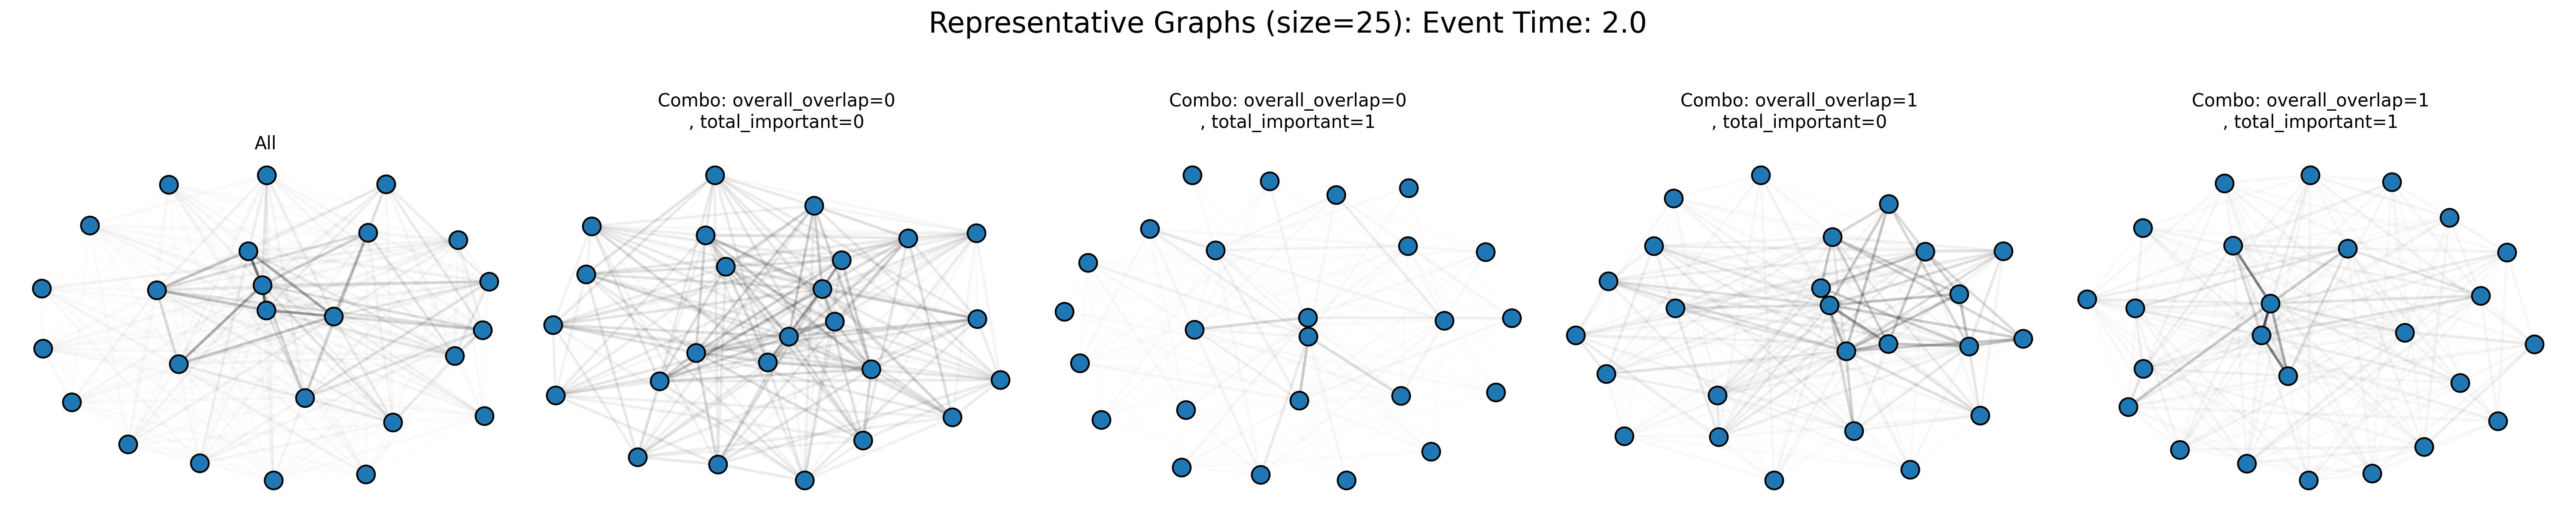 Representative Graphs (size=25): Event Time: 2.0
All
Combo: overall_overlap=0
, total_important=0
Combo: overall_overlap=0
, total_important=1
Combo: overall_overlap=1
, total_important=0
Combo: overall_overlap=1
, total_important=1